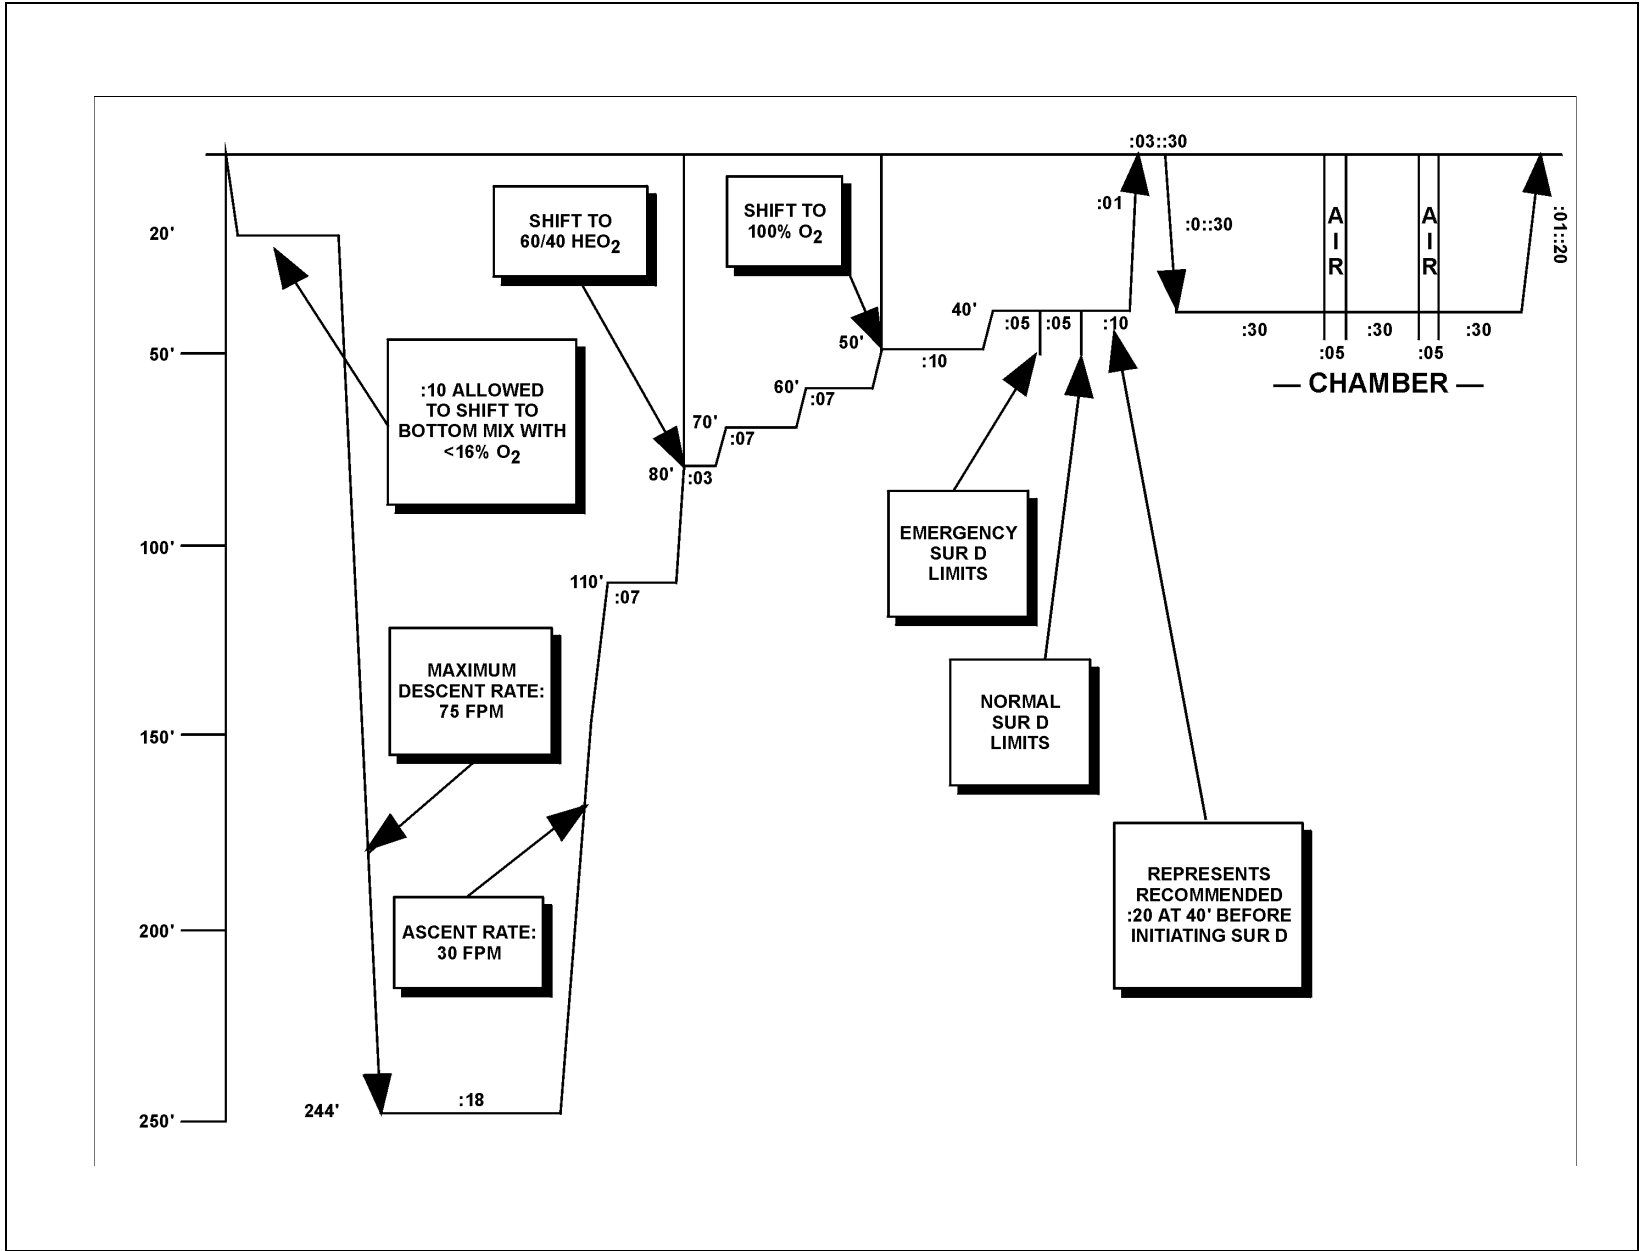 :03::30
SHIFT TO
60/40 HEO2
SHIFT TO
100% O2
:01
:0::30
A
I
R
A
I
R
:01::20
20'
40'
:05
:05
:10
:30
:30
:30
:05
:05
— CHAMBER —
50'
50'
:10
:10 ALLOWED
TO SHIFT TO
BOTTOM MIX WITH
<16% O2
60'
:07
70'
:07
80'
:03
EMERGENCY
SUR D
LIMITS
100'
110'
:07
MAXIMUM
DESCENT RATE:
75 FPM
NORMAL
SUR D
LIMITS
150'
REPRESENTS
RECOMMENDED
:20 AT 40' BEFORE
INITIATING SUR D
ASCENT RATE:
30 FPM
200'
244'
:18
250'